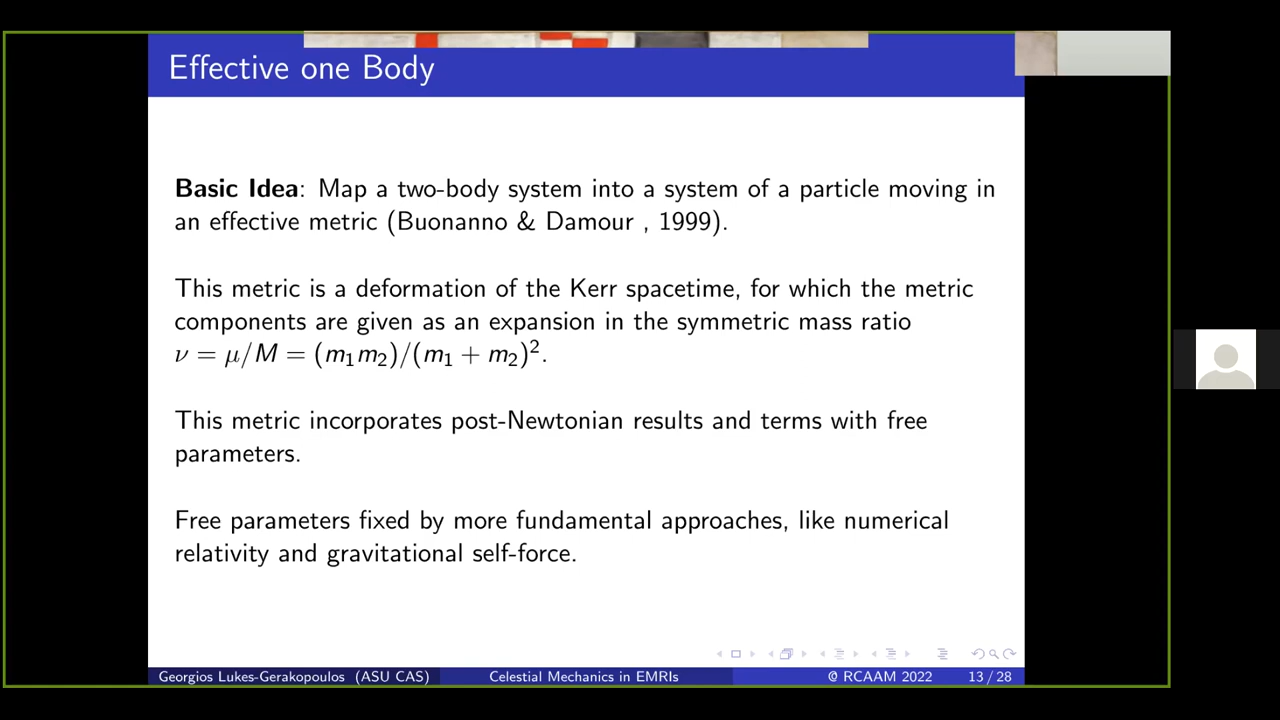 Effective one Body
Basic Idea: Map a two-body system into a system of a particle moving in
an effective metric (Buonanno & Damour , 1999).
This metric is a deformation of the Kerr spacetime, for which the metric
components are given as an expansion in the symmetric mass ratio
ν = μ/M = (m₁m₂)/(m₁ + m₂)².
This metric incorporates post-Newtonian results and terms with free
parameters.
Free parameters fixed by more fundamental approaches, like numerical
relativity and gravitational self-force.
Georgios Lukes-Gerakopoulos (ASU CAS) Celestial Mechanics in EMRIs @ RCAAM 2022 13 / 28